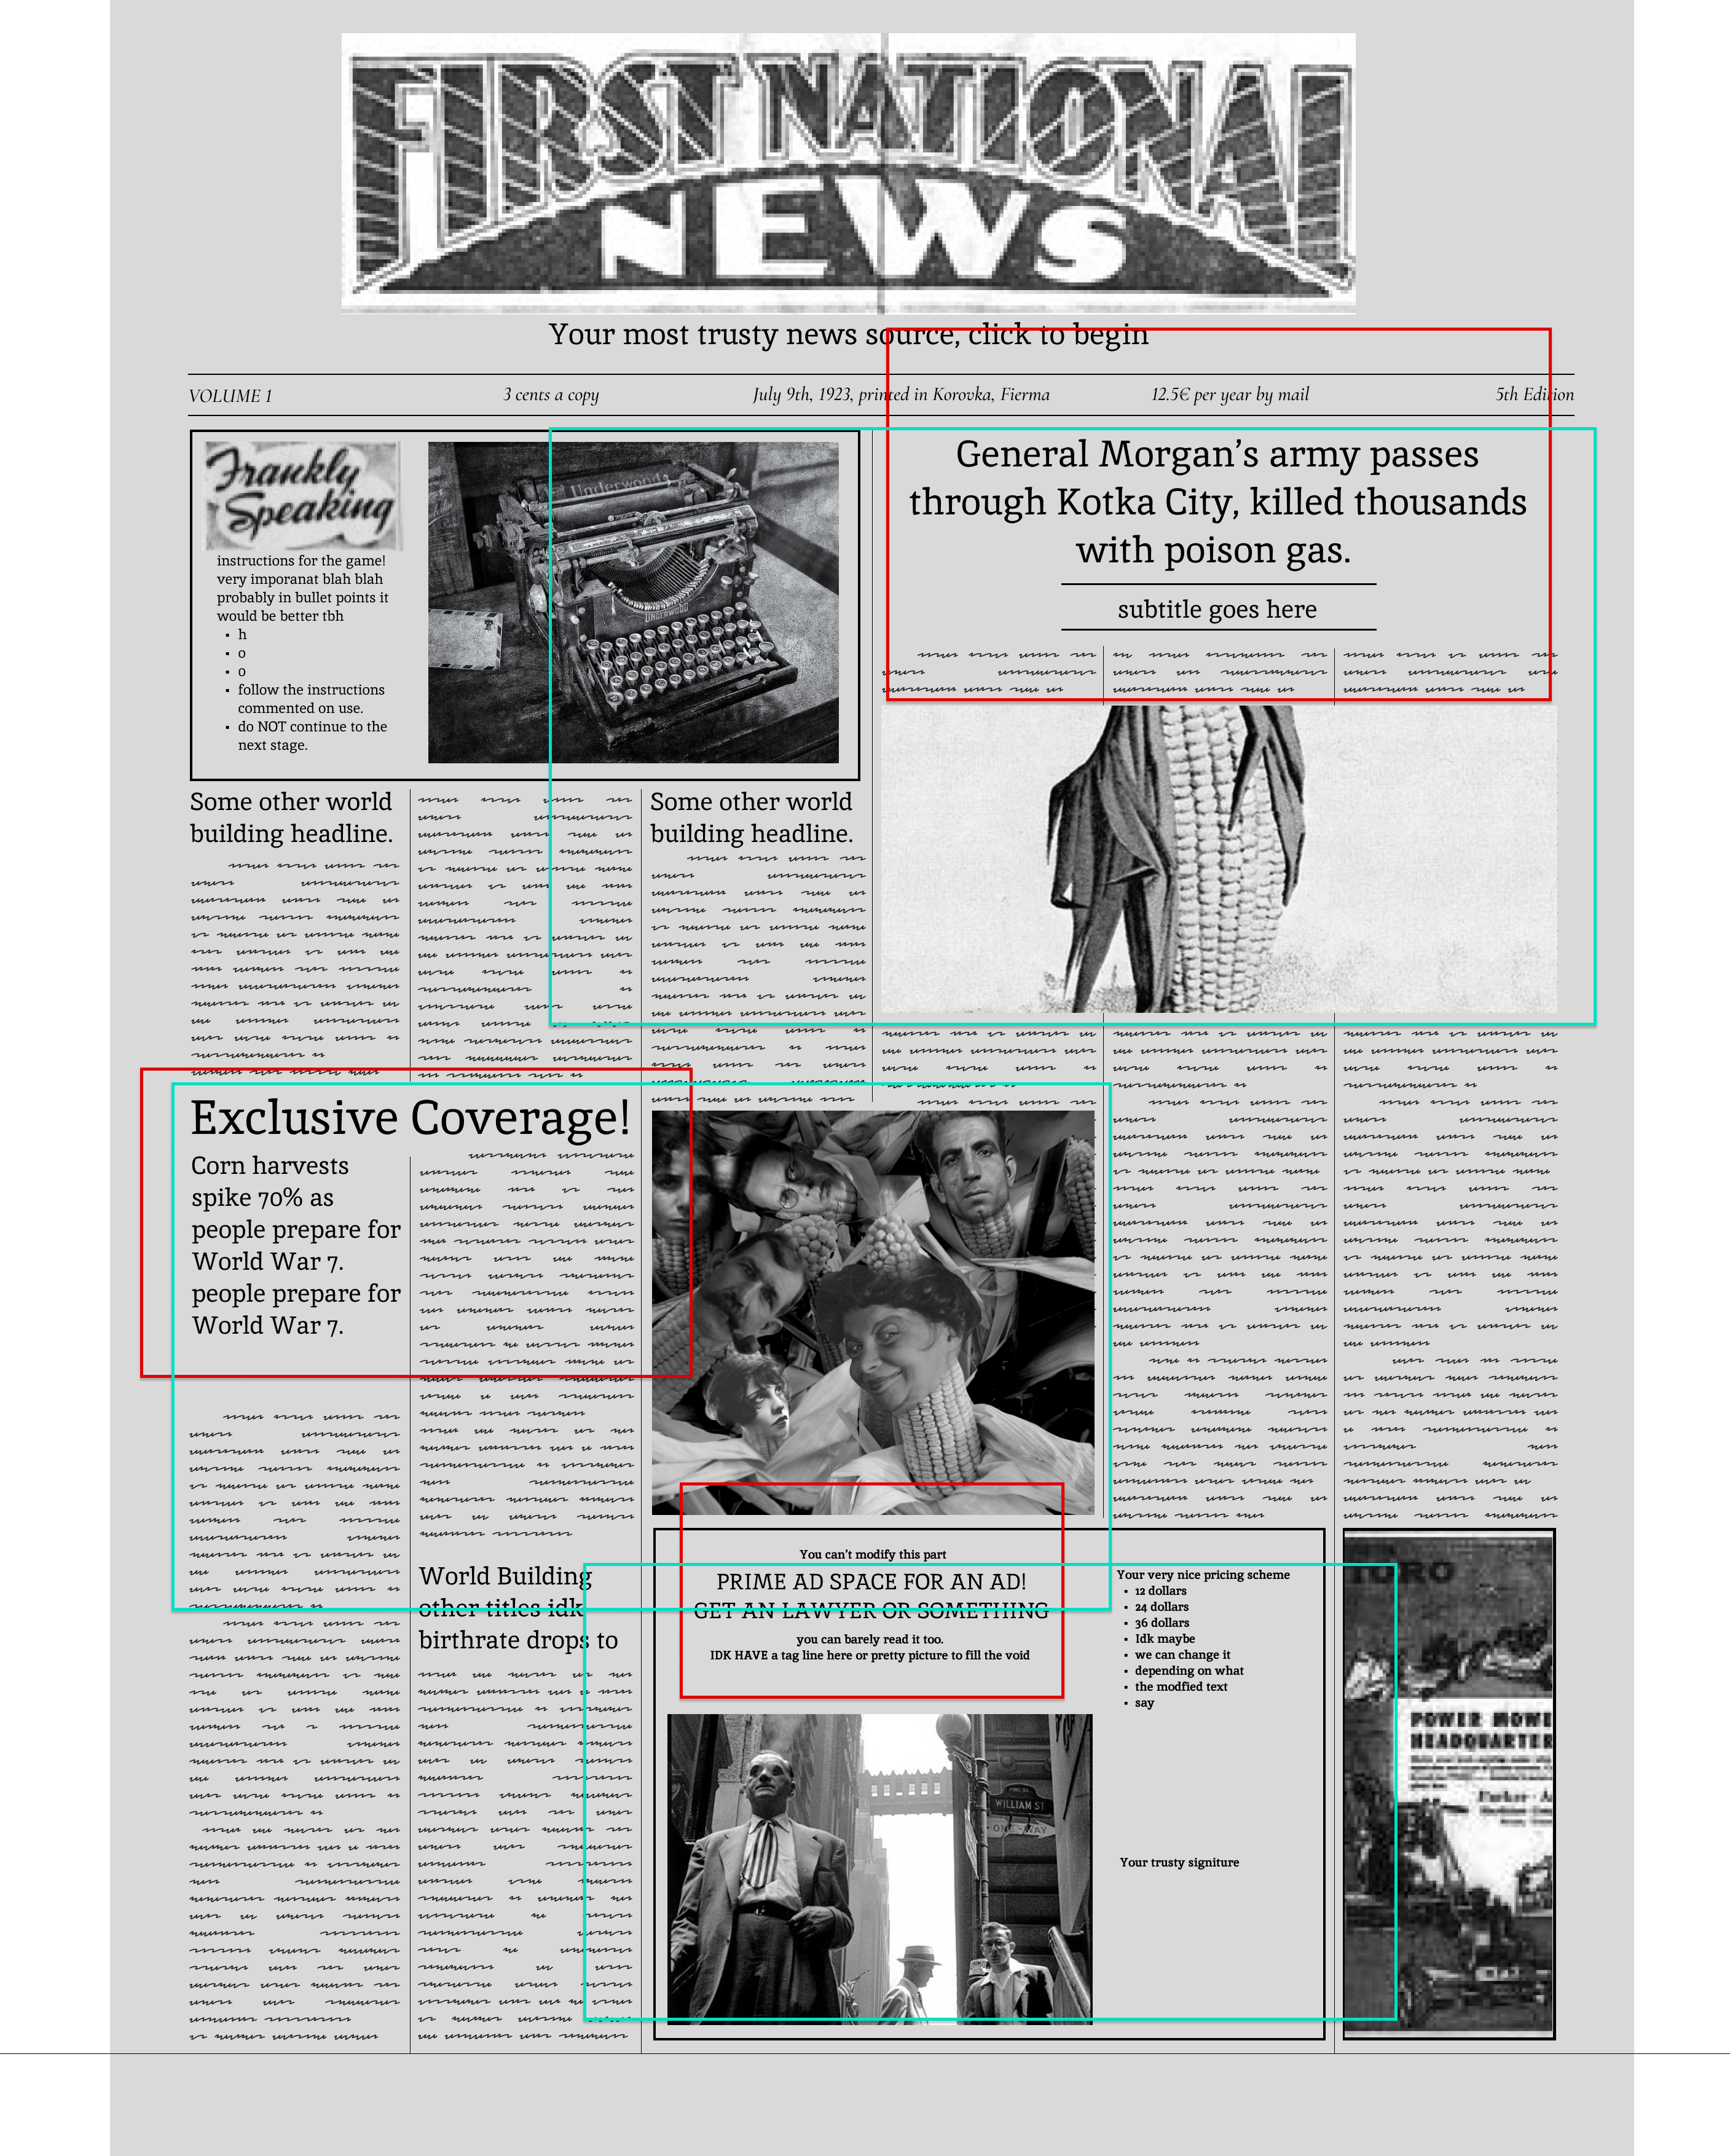 FIRST NATIONAL
NEWS
Your most trusty news source, click to begin
VOLUME 1
3 cents a copy
July 9th, 1923, printed in Korovka, Fierma
12.5€ per year by mail
5th Edition
Frankly
Speaking
instructions for the game!
very imporanat blah blah
probably in bullet points it
would be better tbh
▪ h
▪ o
▪ o
▪ follow the instructions
commented on use.
▪ do NOT continue to the
next stage.
Underwood
UNDERWOOD
General Morgan’s army passes
through Kotka City, killed thousands
with poison gas.
subtitle goes here
Some other world
building headline.
Some other world
building headline.
Exclusive Coverage!
Corn harvests
spike 70% as
people prepare for
World War 7.
people prepare for
World War 7.
World Building
other titles idk
birthrate drops to
You can’t modify this part
PRIME AD SPACE FOR AN AD!
GET AN LAWYER OR SOMETHING
you can barely read it too.
IDK HAVE a tag line here or pretty picture to fill the void
Your very nice pricing scheme
▪ 12 dollars
▪ 24 dollars
▪ 36 dollars
▪ Idk maybe
▪ we can change it
▪ depending on what
▪ the modfied text
▪ say
WILLIAM ST
ONE-WAY
Your trusty signiture
TORO
POWER MOWE
HEADQUARTER